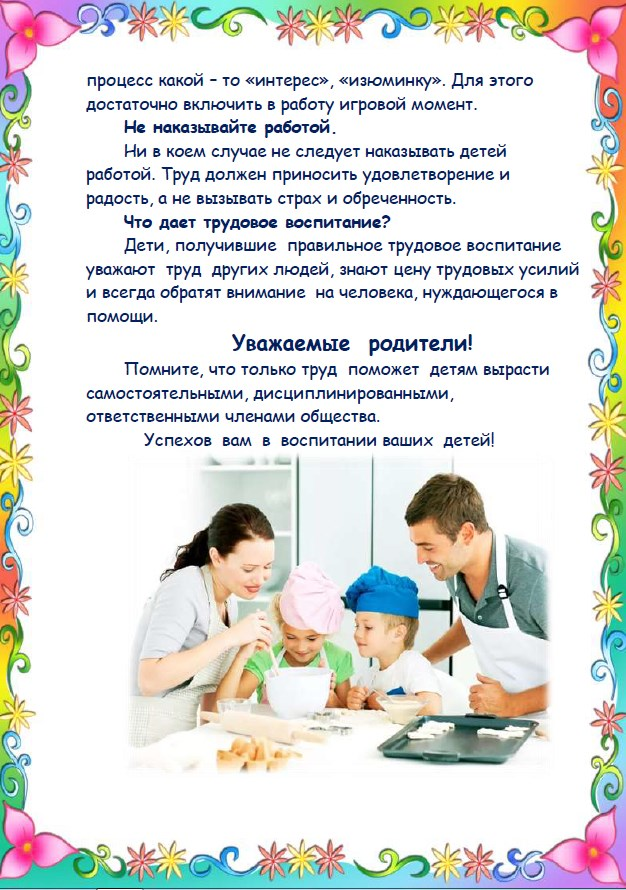 процесс какой – то «интерес», «изюминку». Для этого
достаточно включить в работу игровой момент.
Не наказывайте работой.
Ни в коем случае не следует наказывать детей
работой. Труд должен приносить удовлетворение и
радость, а не вызывать страх и обреченность.
Что дает трудовое воспитание?
Дети, получившие правильное трудовое воспитание
уважают труд других людей, знают цену трудовых усилий
и всегда обратят внимание на человека, нуждающегося в
помощи.
Уважаемые родители!
Помните, что только труд поможет детям вырасти
самостоятельными, дисциплинированными,
ответственными членами общества.
Успехов вам в воспитании ваших детей!